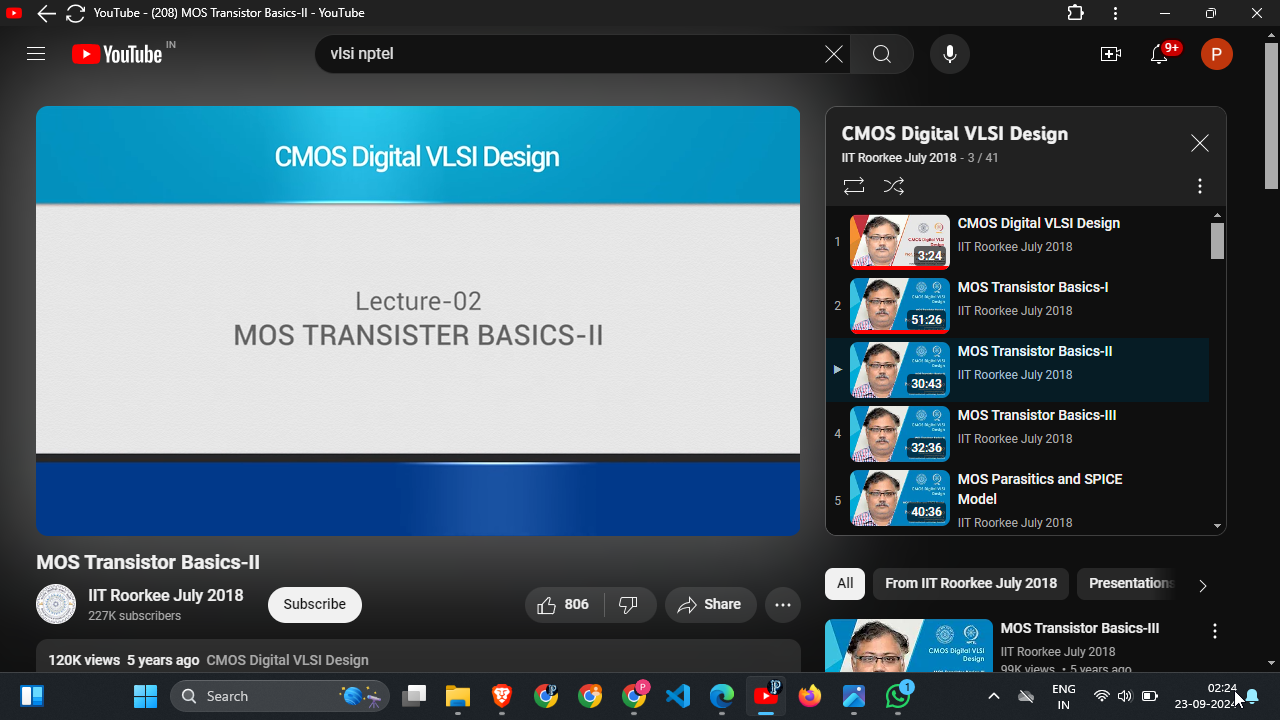 YouTube - (208) MOS Transistor Basics-II - YouTube
YouTube IN
vlsi nptel
9+
P
CMOS Digital VLSI Design
Lecture-02
MOS TRANSISTER BASICS-II
CMOS Digital VLSI Design
IIT Roorkee July 2018 - 3 / 41
1
3:24
CMOS Digital VLSI Design
IIT Roorkee July 2018
2
51:26
MOS Transistor Basics-I
IIT Roorkee July 2018
30:43
MOS Transistor Basics-II
IIT Roorkee July 2018
4
32:36
MOS Transistor Basics-III
IIT Roorkee July 2018
5
40:36
MOS Parasitics and SPICE
Model
IIT Roorkee July 2018
MOS Transistor Basics-II
IIT Roorkee July 2018
227K subscribers
Subscribe
806
Share
120K views 5 years ago CMOS Digital VLSI Design
All
From IIT Roorkee July 2018
Presentations
CMOS Digital VLSI
Design
MOS Transistor Basics-III
IIT Roorkee July 2018
99K views • 5 years ago
Search
P
1
ENG
IN
02:24
23-09-2024